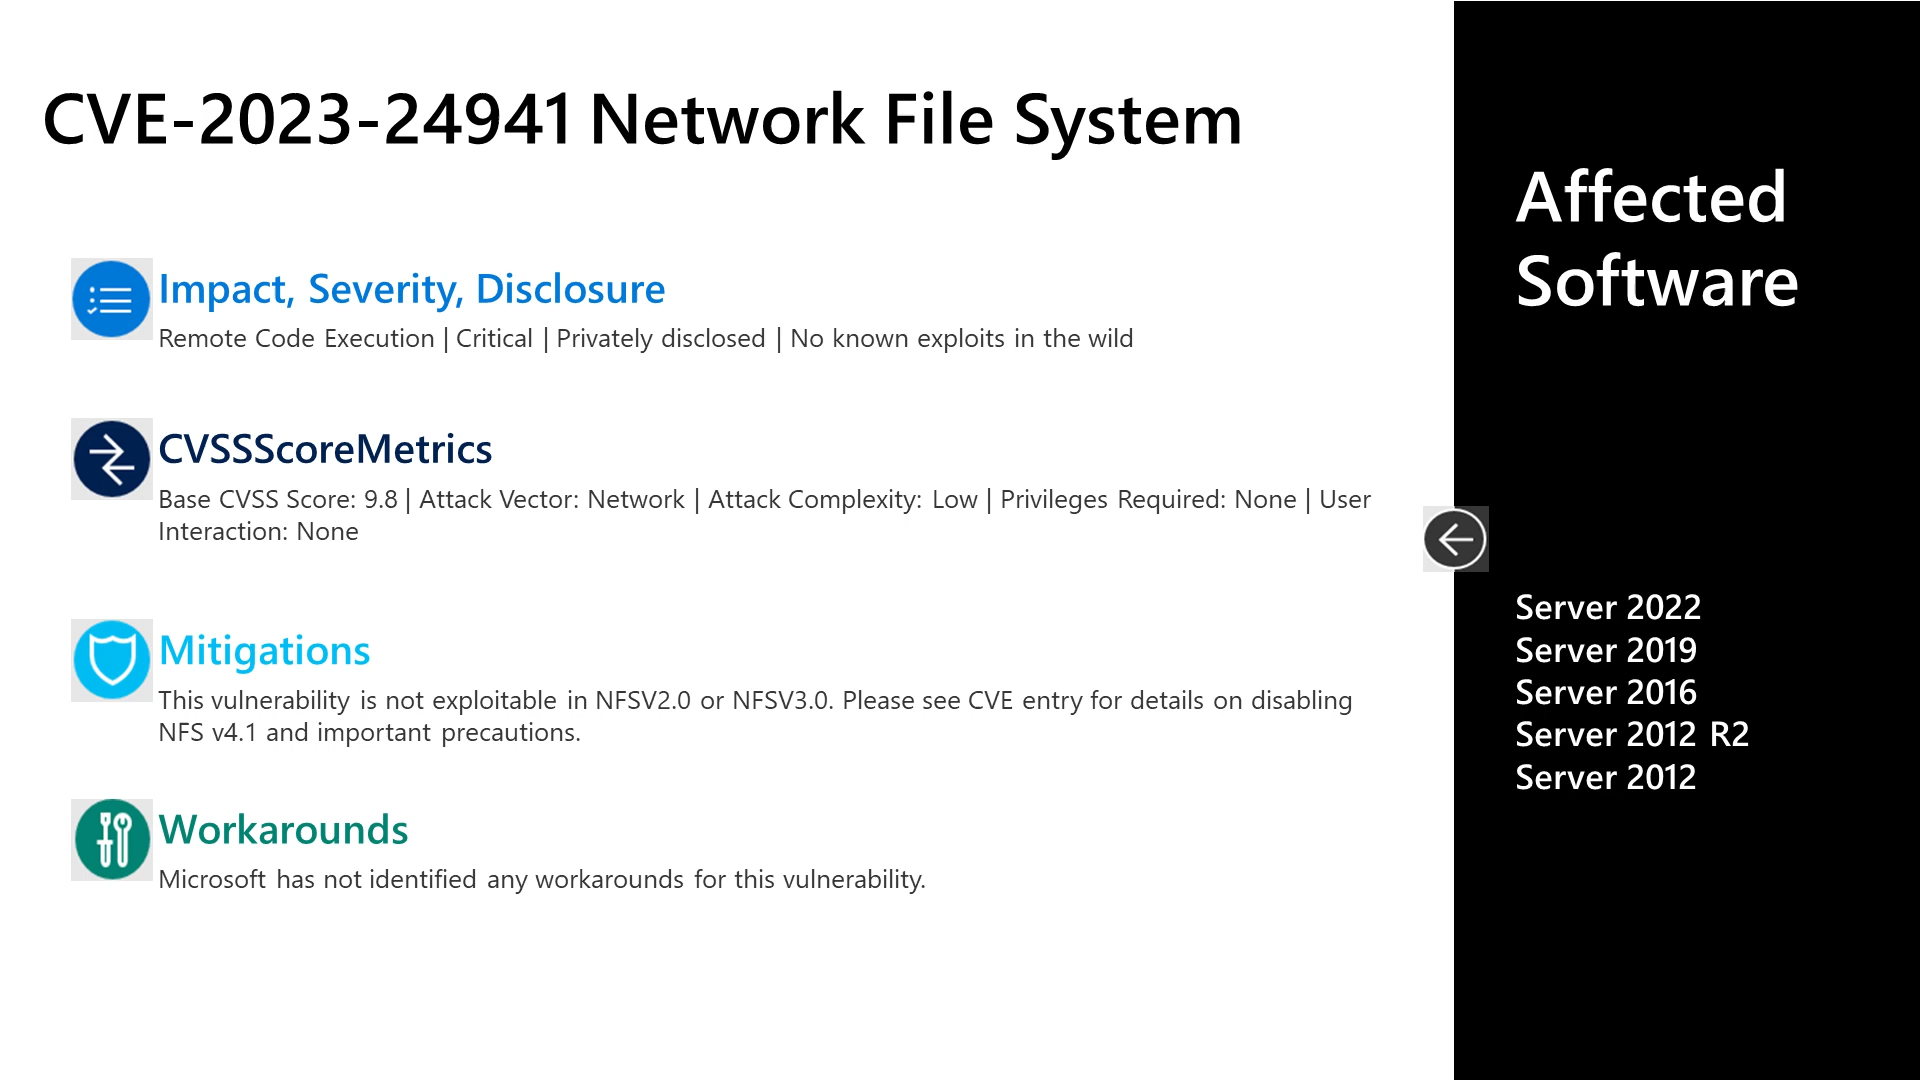 CVE-2023-24941 Network File System
Impact, Severity, Disclosure
Remote Code Execution | Critical | Privately disclosed | No known exploits in the wild
CVSSScoreMetrics
Base CVSS Score: 9.8 | Attack Vector: Network | Attack Complexity: Low | Privileges Required: None | User
Interaction: None
Mitigations
This vulnerability is not exploitable in NFSV2.0 or NFSV3.0. Please see CVE entry for details on disabling
NFS v4.1 and important precautions.
Workarounds
Microsoft has not identified any workarounds for this vulnerability.
Affected
Software
Server 2022
Server 2019
Server 2016
Server 2012 R2
Server 2012